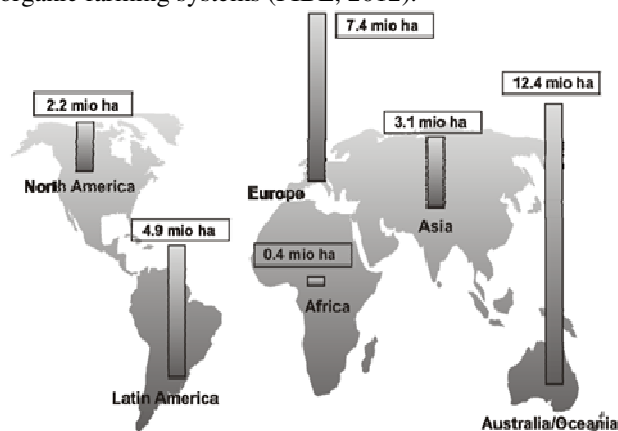 organic farming systems
2012).
7.4 mio ha
12.4 mio ha
2.2 mio ha
3.1 mio ha
North America
Europe
4.9 mio ha
Asia
0.4 mio ha
Africa
Latin America
Australia/Oceania